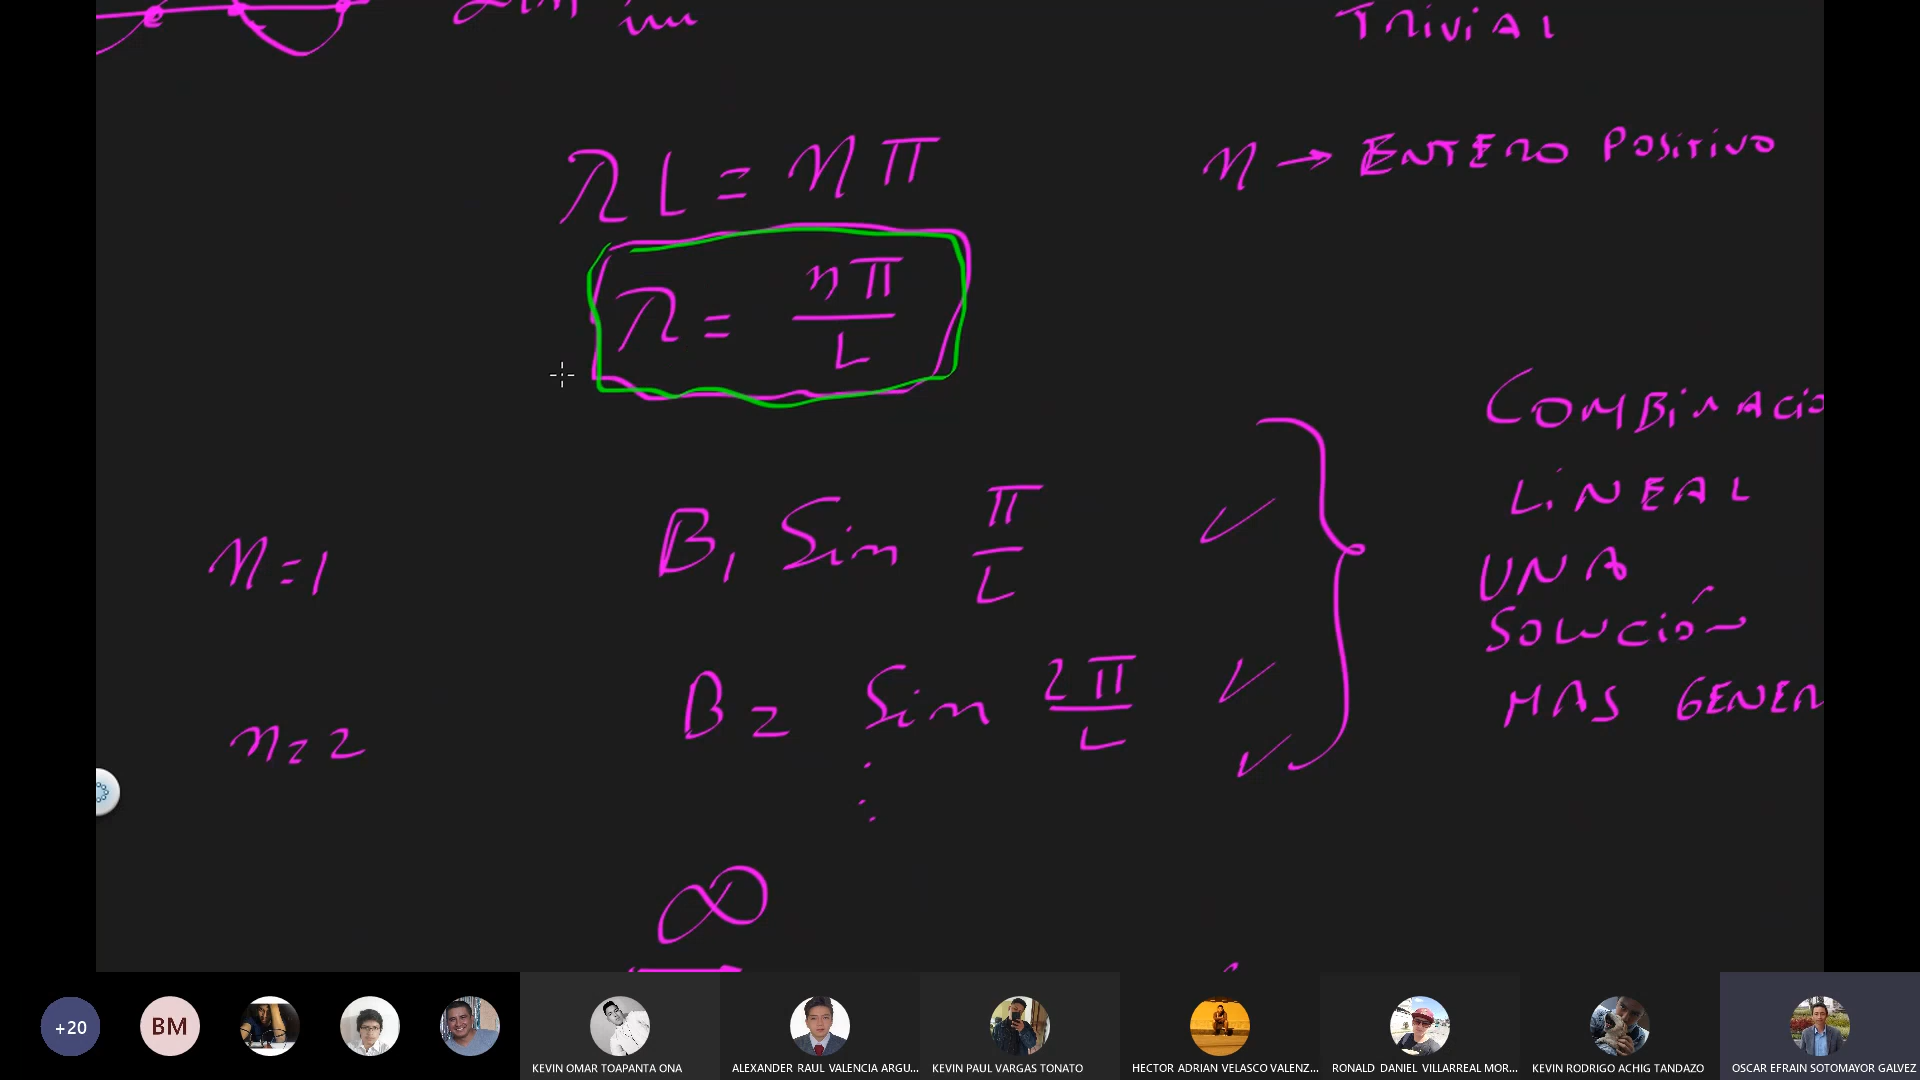 Sin
TRIVIAL
λL = nπ
n → ENTERO POSITIVO
λ = nπ/L
COMBINACIO
LINEAL
n=1 B1 Sin π/L
UNA
SOLUCIÓN
n=2 B2 Sin 2π/L
MAS GENER
∞
+20
BM
KEVIN OMAR TOAPANTA ONA
ALEXANDER RAUL VALENCIA ARGU...
KEVIN PAUL VARGAS TONATO
HECTOR ADRIAN VELASCO VALENZ...
RONALD DANIEL VILLARREAL MOR...
KEVIN RODRIGO ACHIG TANDAZO
OSCAR EFRAIN SOTOMAYOR GALVEZ